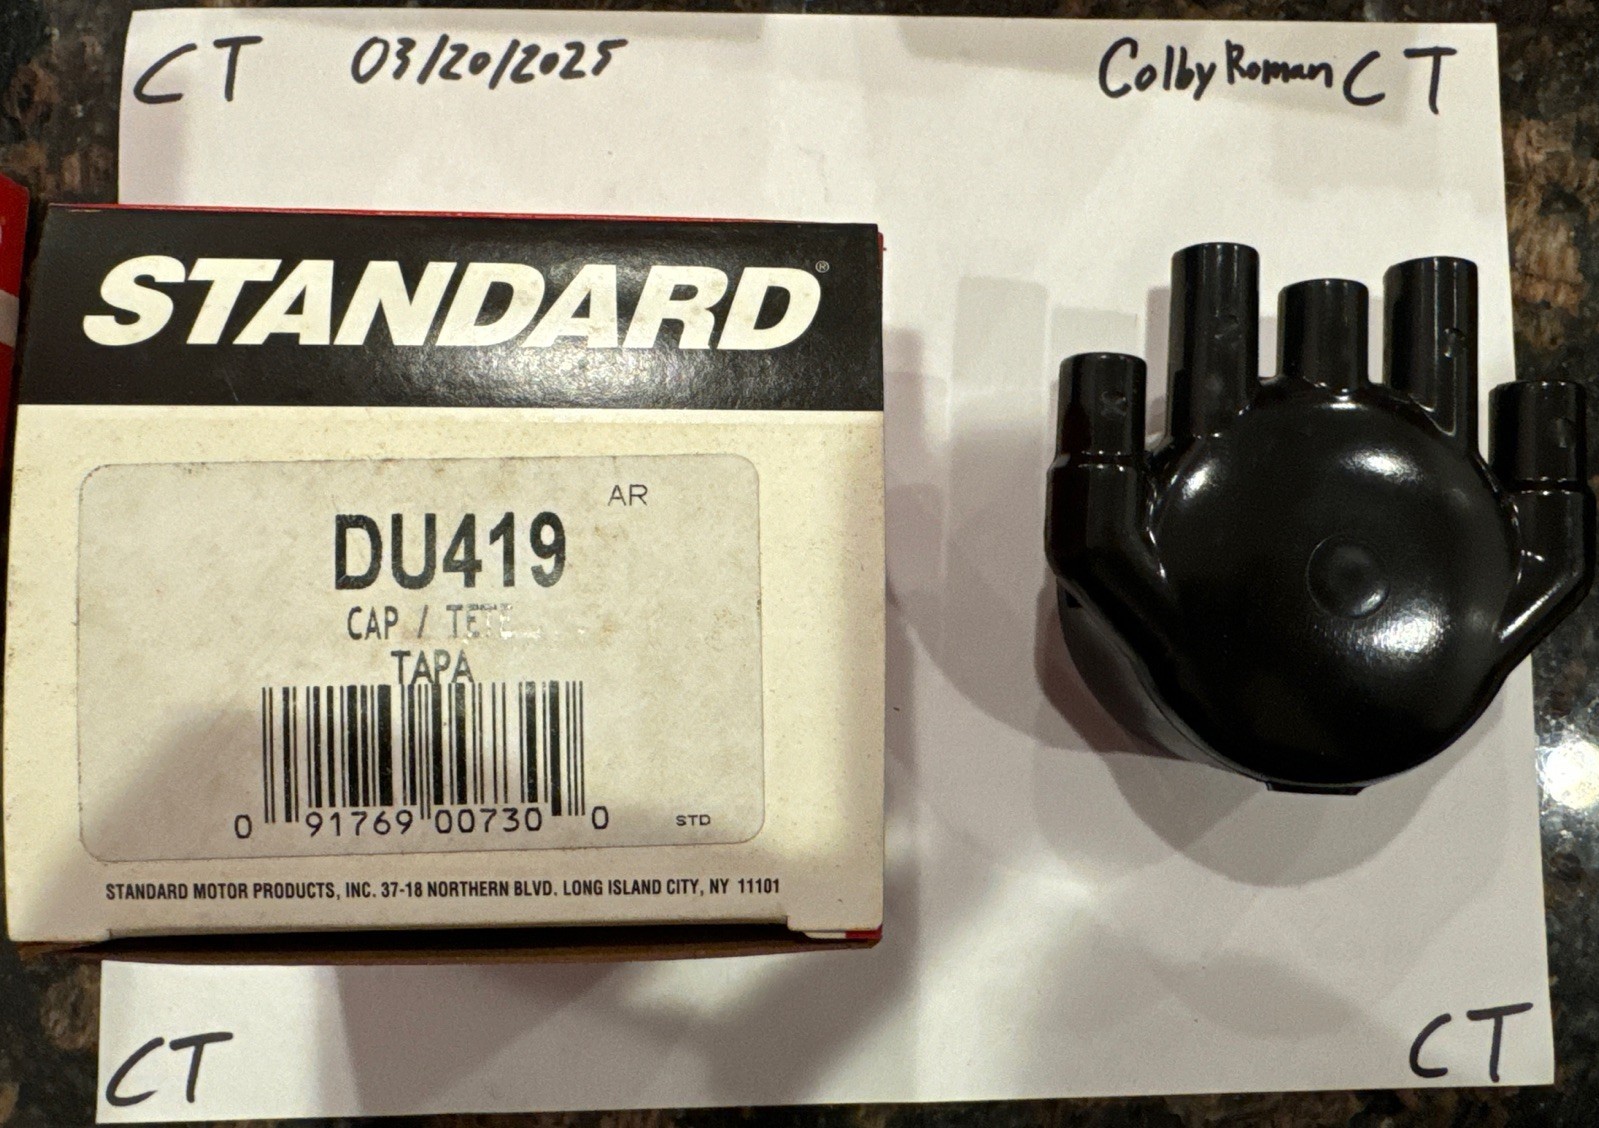 CT 03/20/2025 Colby Roman CT
STANDARD®
AR
DU419
CAP / TETE
TAPA
0 91769 00730 0
STD
STANDARD MOTOR PRODUCTS, INC. 37-18 NORTHERN BLVD. LONG ISLAND CITY, NY 11101
CT CT